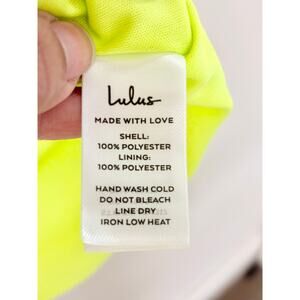 Lulus
MADE WITH LOVE
SHELL:
100% POLYESTER
LINING:
100% POLYESTER
HAND WASH COLD
DO NOT BLEACH
LINE DRY
IRON LOW HEAT